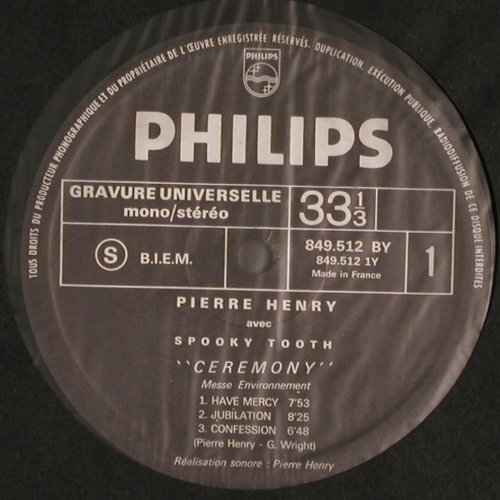 TOUS DROITS DU PRODUCTEUR PHONOGRAPHIQUE ET DU PROPRIÉTAIRE DE L'ŒUVRE ENREGISTRÉE RÉSERVÉS. DUPLICATION, EXÉCUTION PUBLIQUE, RADIODIFFUSION DE CE DISQUE INTERDITES
PHILIPS
PHILIPS
GRAVURE UNIVERSELLE
mono/stéréo
33 1/3
S B.I.E.M.
849.512 BY
849.512 1Y
Made in France
1
PIERRE HENRY
avec
SPOOKY TOOTH
``CEREMONY´´
Messe Environnement
1. HAVE MERCY 7'53
2. JUBILATION 8'25
3. CONFESSION 6'48
(Pierre Henry - G. Wright)
Réalisation sonore : Pierre Henry